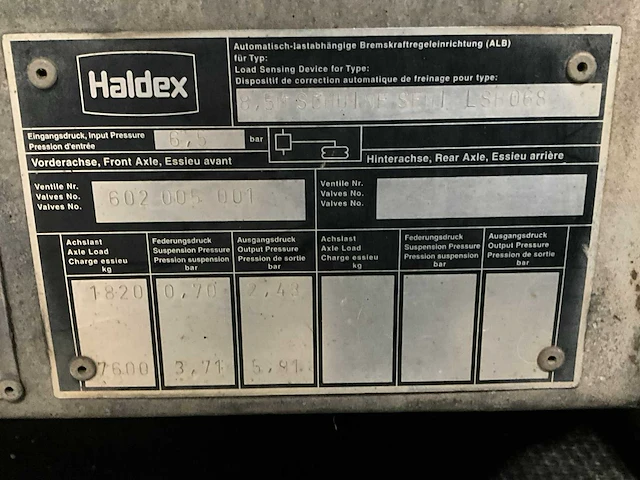 Haldex
Automatisch-lastabhängige Bremskraftregeleinrichtung (ALB)
für Typ:
Load Sensing Device for Type:
Dispositif de correction automatique de freinage pour type:
LSH068
Eingangsdruck, Input Pressure
Pression d'entrée
6,5 bar
Vorderachse, Front Axle, Essieu avant
Hinterachse, Rear Axle, Essieu arrière
Ventile Nr.
Valves No.
Valves No.
602 005 001
Ventile Nr.
Valves No.
Valves No.
Achslast
Axle Load
Charge essieu
kg
Federungsdruck
Suspension Pressure
Pression suspension
bar
Ausgangsdruck
Output Pressure
Pression de sortie
bar
Achslast
Axle Load
Charge essieu
kg
Federungsdruck
Suspension Pressure
Pression suspension
bar
Ausgangsdruck
Output Pressure
Pression de sortie
bar
1820 0,70 2,43
7600 3,71 5,91